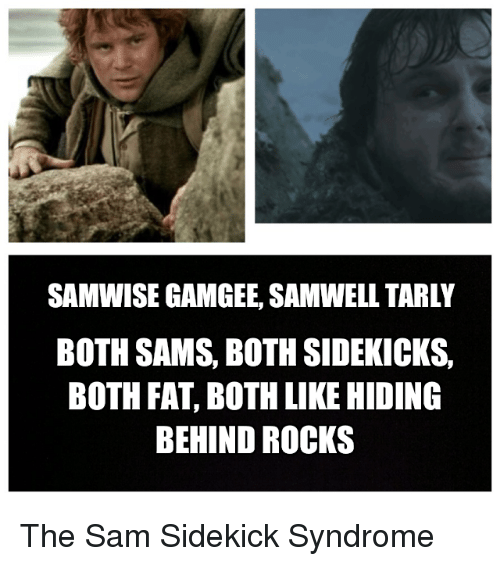 SAMWISE GAMGEE, SAMWELL TARLY
BOTH SAMS, BOTH SIDEKICKS,
BOTH FAT, BOTH LIKE HIDING
BEHIND ROCKS
The Sam Sidekick Syndrome